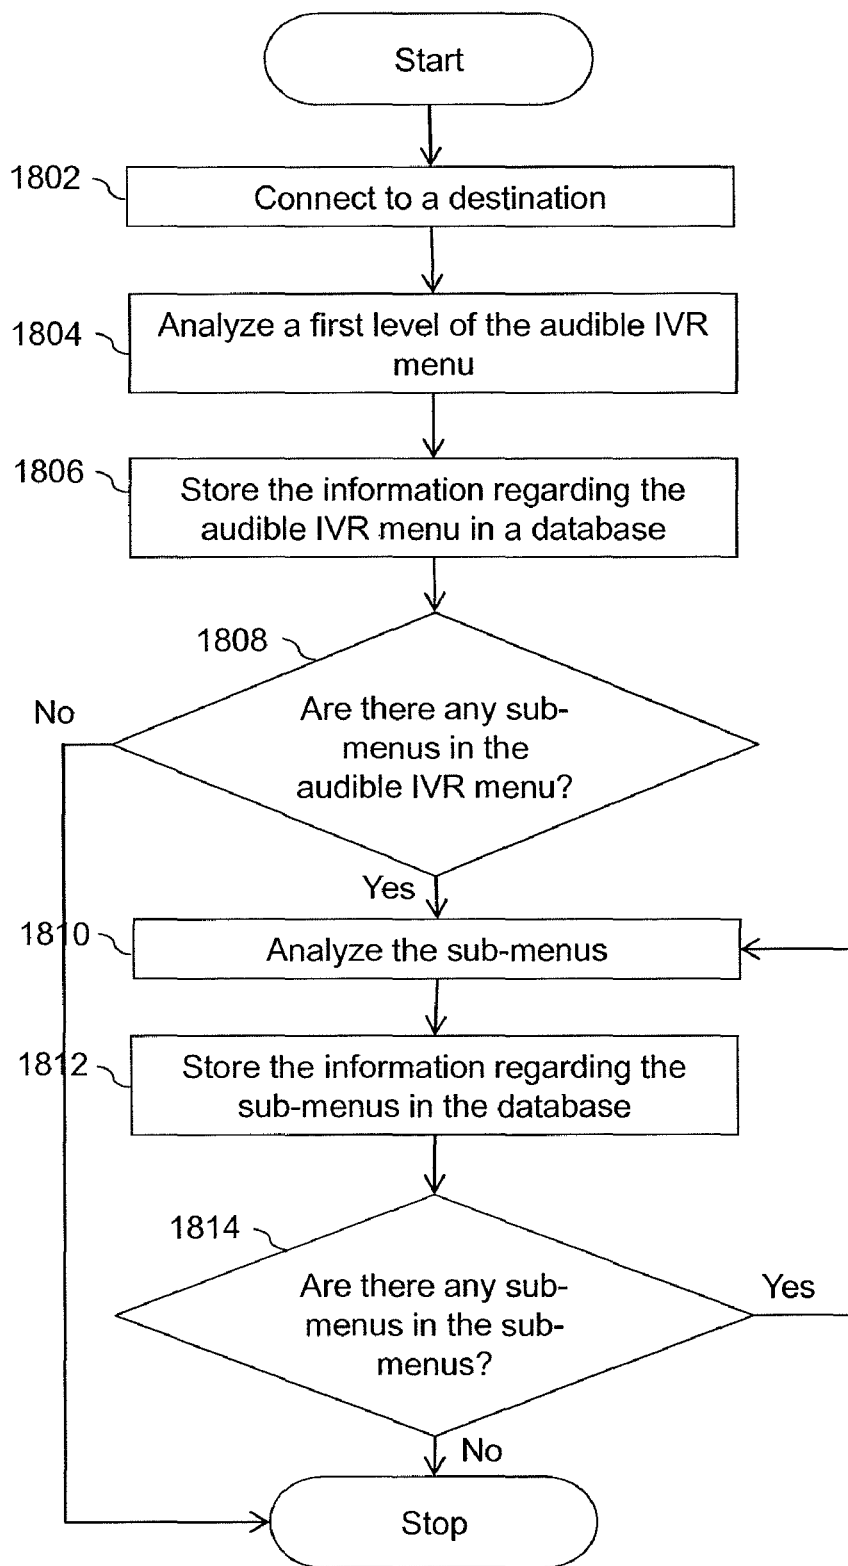 Start
1802
Connect to a destination
1804
Analyze a first level of the audible IVR
menu
1806
Store the information regarding the
audible IVR menu in a database
1808
No
Are there any sub-
menus in the
audible IVR menu?
Yes
1810
Analyze the sub-menus
1812
Store the information regarding the
sub-menus in the database
1814
Are there any sub-
menus in the sub-
menus?
Yes
No
Stop